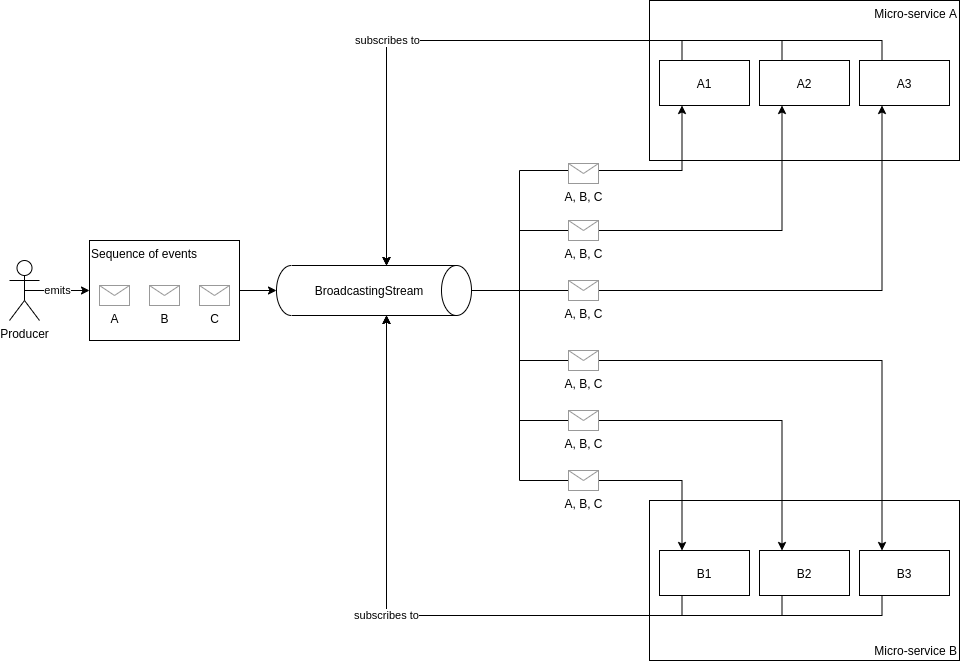 Micro-service A
subscribes to
A1
A2
A3
A, B, C
A, B, C
Sequence of events
emits
A
B
C
Producer
BroadcastingStream
A, B, C
A, B, C
A, B, C
A, B, C
B1
B2
B3
subscribes to
Micro-service B